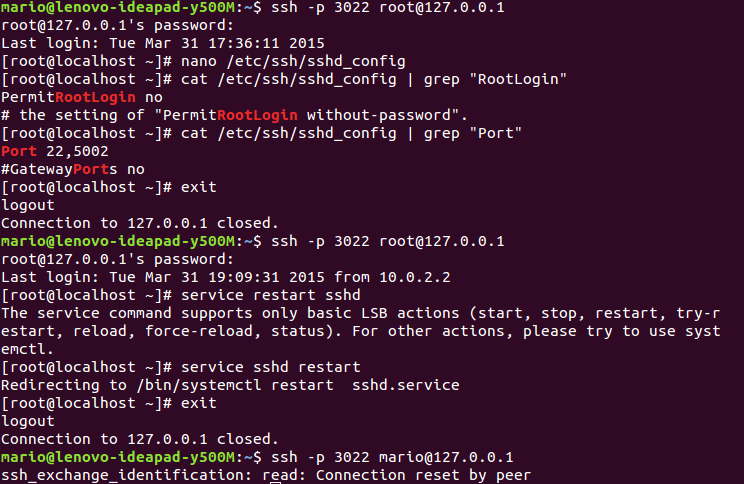 mario@lenovo-ideapad-y500M:~$ ssh -p 3022 root@127.0.0.1
root@127.0.0.1's password:
Last login: Tue Mar 31 17:36:11 2015
[root@localhost ~]# nano /etc/ssh/sshd_config
[root@localhost ~]# cat /etc/ssh/sshd_config | grep "RootLogin"
PermitRootLogin no
# the setting of "PermitRootLogin without-password".
[root@localhost ~]# cat /etc/ssh/sshd_config | grep "Port"
Port 22,5002
#GatewayPorts no
[root@localhost ~]# exit
logout
Connection to 127.0.0.1 closed.
mario@lenovo-ideapad-y500M:~$ ssh -p 3022 root@127.0.0.1
root@127.0.0.1's password:
Last login: Tue Mar 31 19:09:31 2015 from 10.0.2.2
[root@localhost ~]# service restart sshd
The service command supports only basic LSB actions (start, stop, restart, try-r
estart, reload, force-reload, status). For other actions, please try to use syst
emctl.
[root@localhost ~]# service sshd restart
Redirecting to /bin/systemctl restart  sshd.service
[root@localhost ~]# exit
logout
Connection to 127.0.0.1 closed.
mario@lenovo-ideapad-y500M:~$ ssh -p 3022 mario@127.0.0.1
ssh_exchange_identification: read: Connection reset by peer